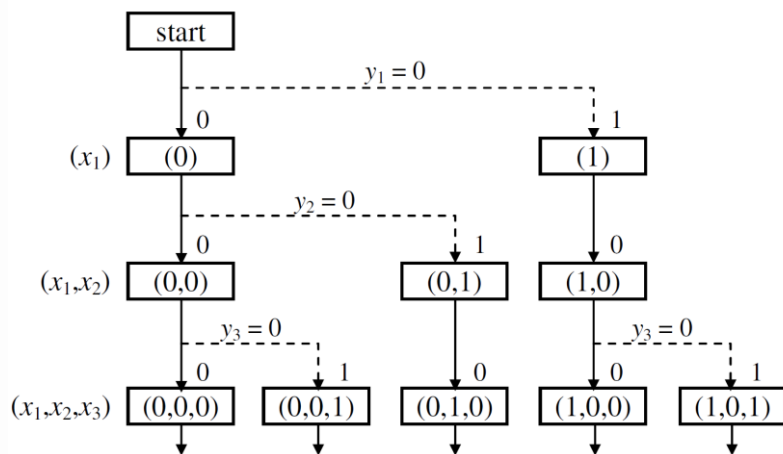 start
y₁ = 0
0 1
(x₁) (0) (1)
y₂ = 0
0 1 0
(x₁,x₂) (0,0) (0,1) (1,0)
y₃ = 0 y₃ = 0
0 1 0 0 1
(x₁,x₂,x₃) (0,0,0) (0,0,1) (0,1,0) (1,0,0) (1,0,1)